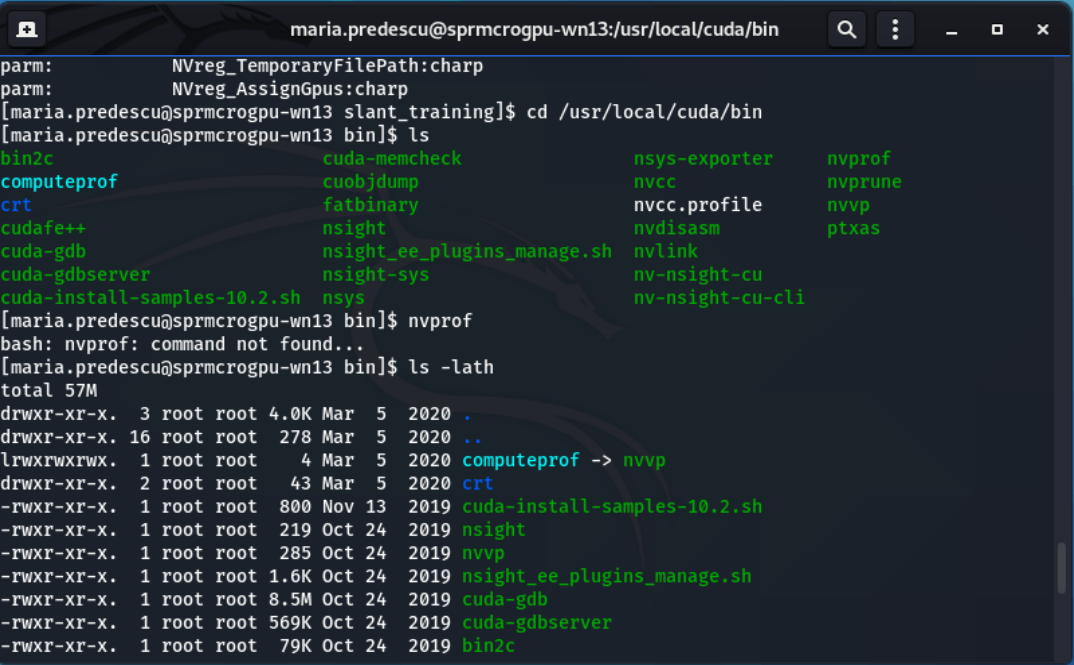 maria.predescu@sprmcrogpu-wn13:/usr/local/cuda/bin
parm:           NVreg_TemporaryFilePath:charp
parm:           NVreg_AssignGpus:charp
[maria.predescu@sprmcrogpu-wn13 slant_training]$ cd /usr/local/cuda/bin
[maria.predescu@sprmcrogpu-wn13 bin]$ ls
bin2c                         cuda-memcheck                nsys-exporter     nvprof
computeprof                   cuobjdump                    nvcc              nvprune
crt                           fatbinary                    nvcc.profile      nvvp
cudafe++                      nsight                       nvdisasm          ptxas
cuda-gdb                      nsight_ee_plugins_manage.sh  nvlink
cuda-gdbserver                nsight-sys                   nv-nsight-cu
cuda-install-samples-10.2.sh  nsys                         nv-nsight-cu-cli
[maria.predescu@sprmcrogpu-wn13 bin]$ nvprof
bash: nvprof: command not found...
[maria.predescu@sprmcrogpu-wn13 bin]$ ls -lath
total 57M
drwxr-xr-x.  3 root root 4.0K Mar  5  2020 .
drwxr-xr-x. 16 root root  278 Mar  5  2020 ..
lrwxrwxrwx.  1 root root    4 Mar  5  2020 computeprof -> nvvp
drwxr-xr-x.  2 root root   43 Mar  5  2020 crt
-rwxr-xr-x.  1 root root  800 Nov 13  2019 cuda-install-samples-10.2.sh
-rwxr-xr-x.  1 root root  219 Oct 24  2019 nsight
-rwxr-xr-x.  1 root root  285 Oct 24  2019 nvvp
-rwxr-xr-x.  1 root root 1.6K Oct 24  2019 nsight_ee_plugins_manage.sh
-rwxr-xr-x.  1 root root 8.5M Oct 24  2019 cuda-gdb
-rwxr-xr-x.  1 root root 569K Oct 24  2019 cuda-gdbserver
-rwxr-xr-x.  1 root root  79K Oct 24  2019 bin2c